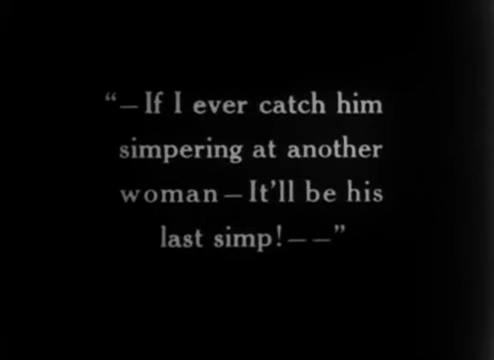 “—If I ever catch him
simpering at another
woman—It’ll be his
last simp!——”